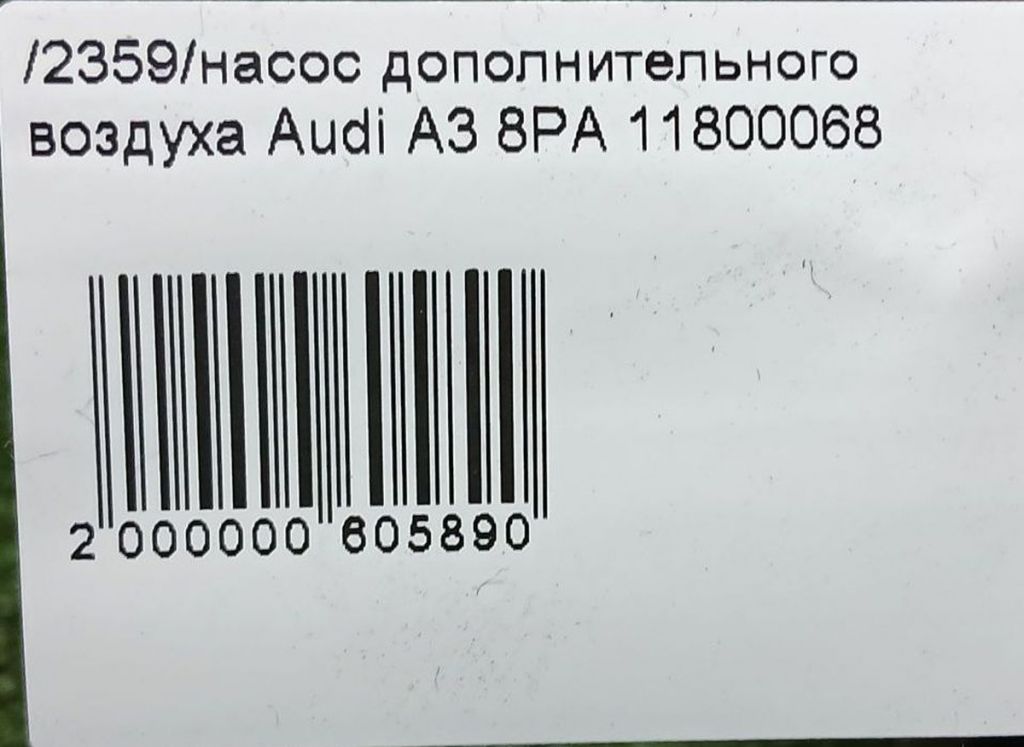 /2359/насос дополнительного
воздуха Audi A3 8PA 11800068
2 000000 605890